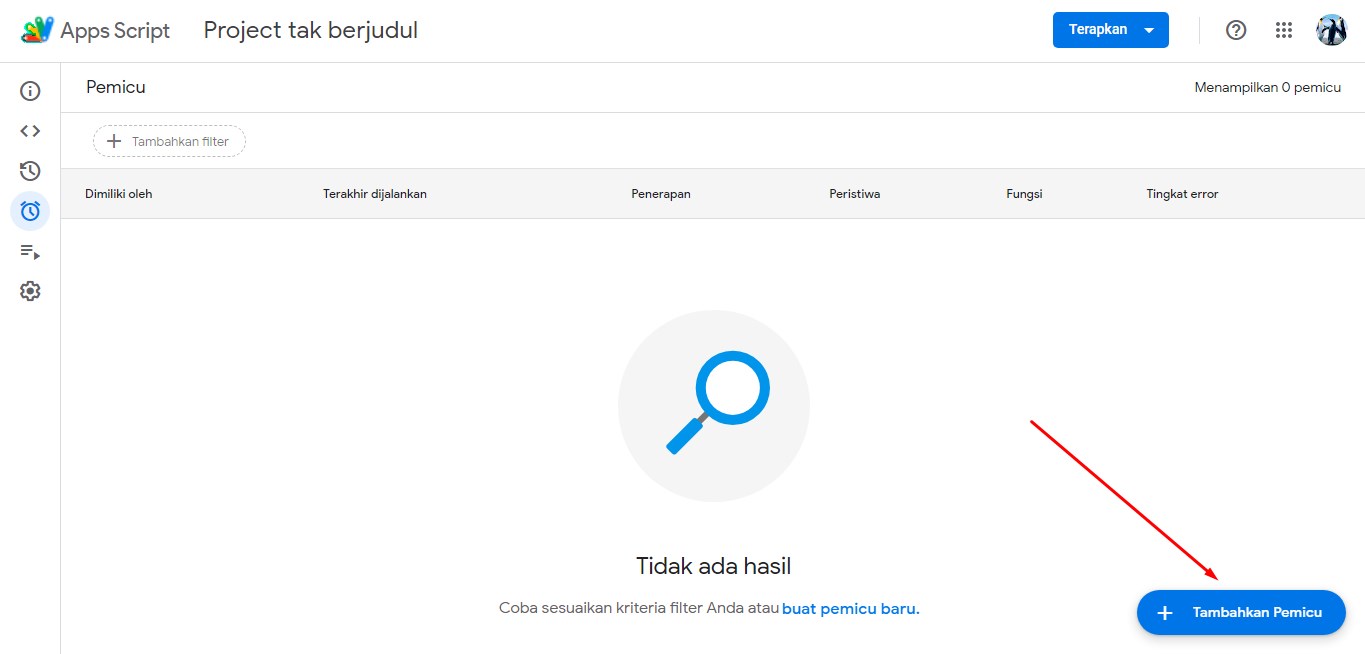 Apps Script
Project tak berjudul
Terapkan
Pemicu
Menampilkan 0 pemicu
Tambahkan filter
Dimiliki oleh
Terakhir dijalankan
Penerapan
Peristiwa
Fungsi
Tingkat error
Tidak ada hasil
Coba sesuaikan kriteria filter Anda atau buat pemicu baru.
Tambahkan Pemicu